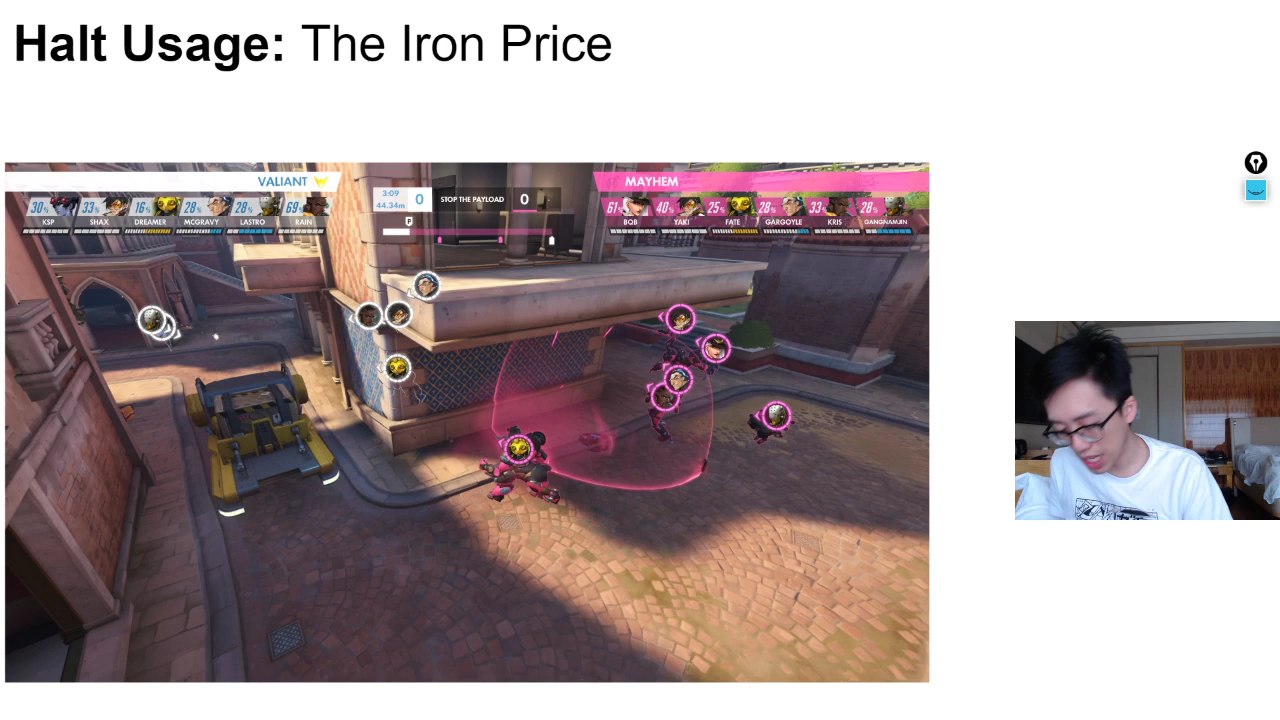 Halt Usage: The Iron Price
VALIANT
MAYHEM
3:09
44.34m
0
STOP THE PAYLOAD
0
P
30%
33%
16%
28%
28%
69%
61%
40%
25%
28%
33%
28%
KSP
SHAX
DREAMER
MCGRAVY
LASTRO
RAIN
BQB
YAKI
FATE
GARGOYLE
KRIS
GANGNAMJIN